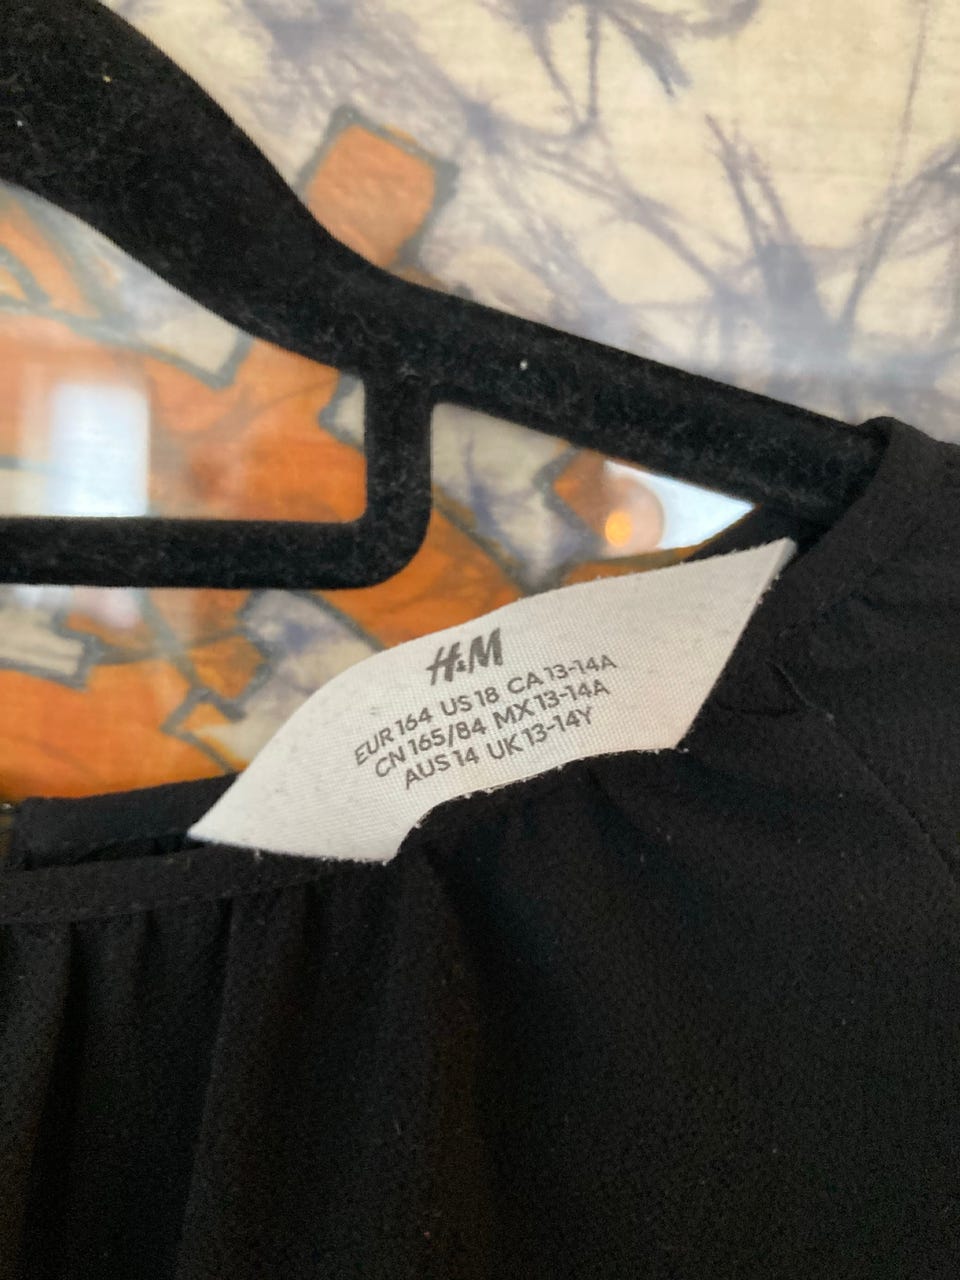 H&M
EUR 164 US 18 CA 13-14A
CN 165/84 MX 13-14A
AUS 14 UK 13-14Y